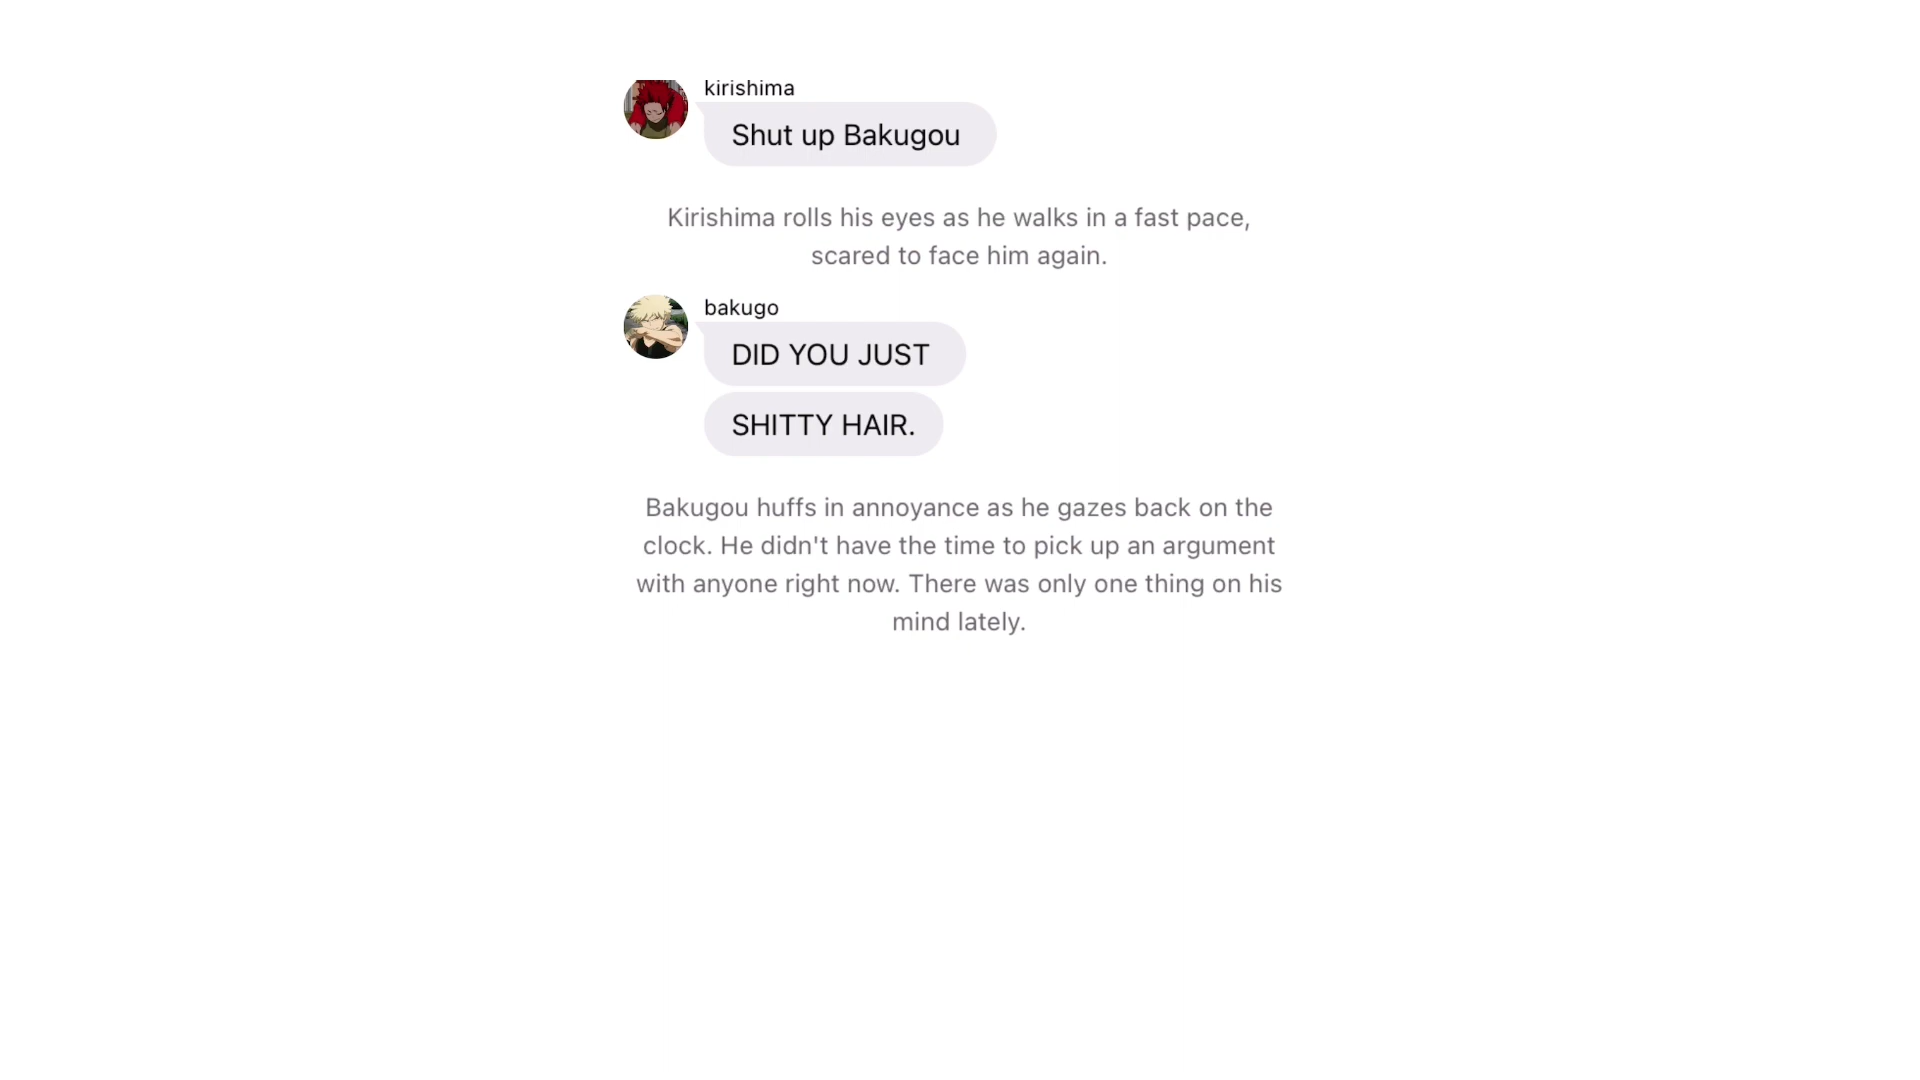 kirishima
Shut up Bakugou
Kirishima rolls his eyes as he walks in a fast pace,
scared to face him again.
bakugo
DID YOU JUST
SHITTY HAIR.
Bakugou huffs in annoyance as he gazes back on the
clock. He didn't have the time to pick up an argument
with anyone right now. There was only one thing on his
mind lately.